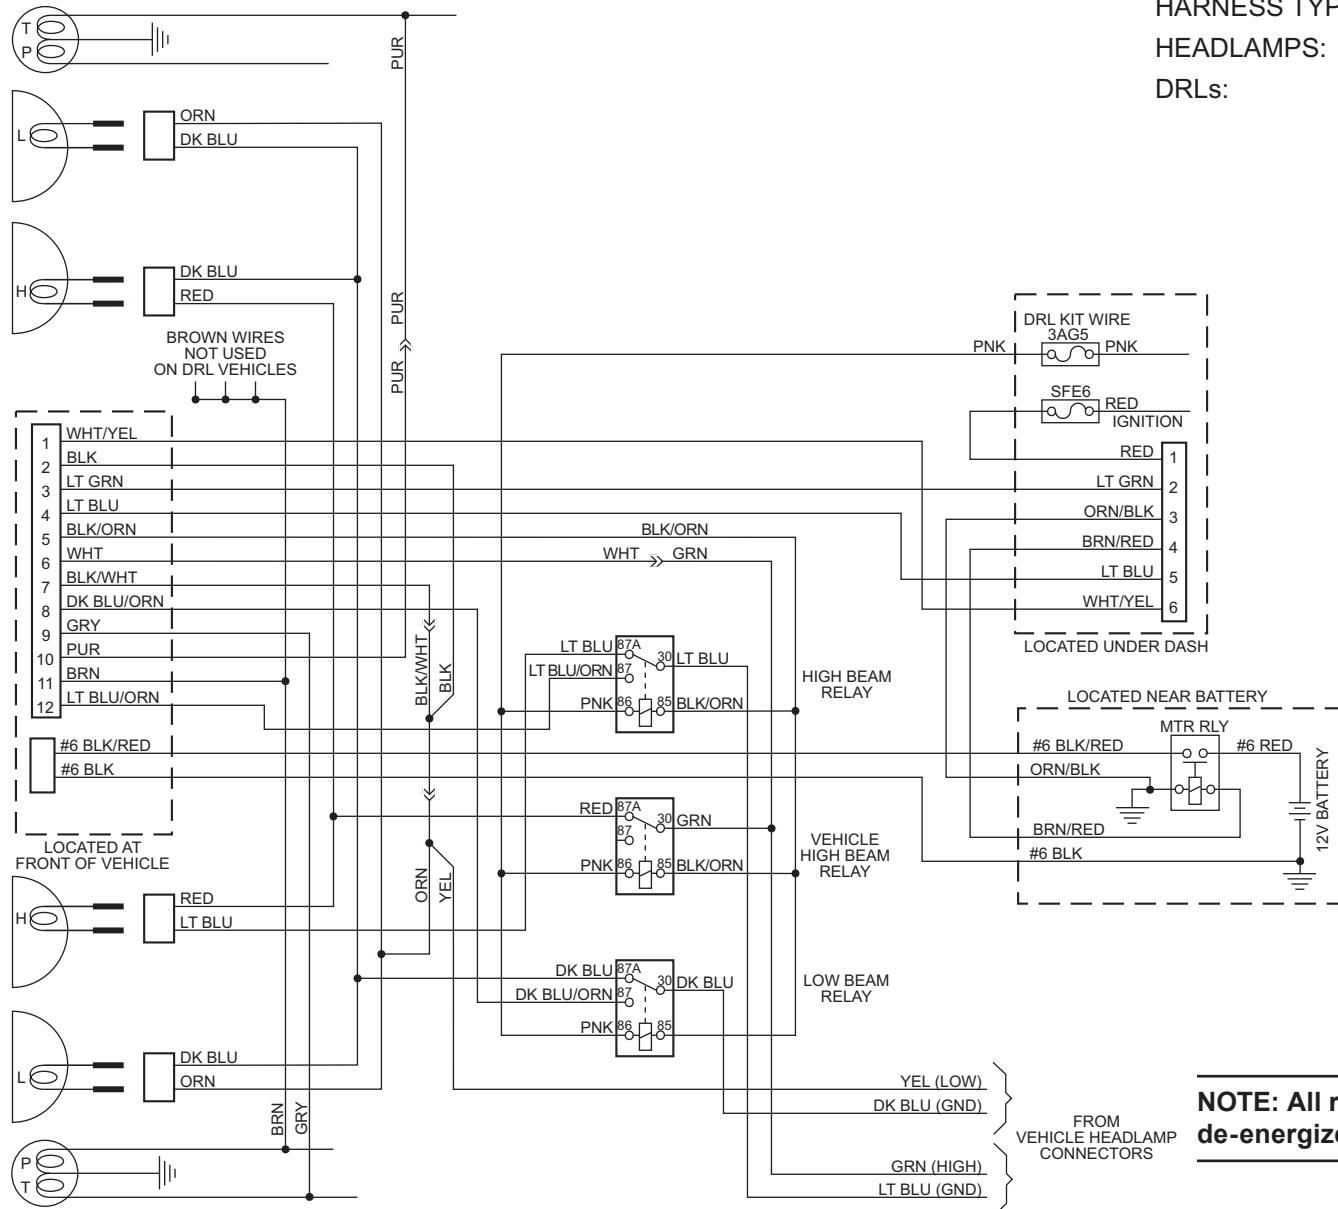 HARNESS TYP
HEADLAMPS:
DRLs:
T
P
PUR
L
ORN
DK BLU
H
DK BLU
RED
PUR
PUR
BROWN WIRES
NOT USED
ON DRL VEHICLES
1 WHT/YEL
2 BLK
3 LT GRN
4 LT BLU
5 BLK/ORN
6 WHT
7 BLK/WHT
8 DK BLU/ORN
9 GRY
10 PUR
11 BRN
12 LT BLU/ORN
#6 BLK/RED
#6 BLK
LOCATED AT
FRONT OF VEHICLE
BLK/ORN
WHT GRN
BLK/WHT
BLK
DRL KIT WIRE
3AG5
PNK PNK
SFE6
RED
IGNITION
RED 1
LT GRN 2
ORN/BLK 3
BRN/RED 4
LT BLU 5
WHT/YEL 6
LOCATED UNDER DASH
LT BLU 87A 30 LT BLU
LT BLU/ORN 87
PNK 86 85 BLK/ORN
HIGH BEAM
RELAY
LOCATED NEAR BATTERY
MTR RLY
#6 BLK/RED #6 RED
ORN/BLK
BRN/RED
#6 BLK
12V BATTERY
RED 87A 30 GRN
87
PNK 86 85 BLK/ORN
VEHICLE
HIGH BEAM
RELAY
ORN
YEL
H
RED
LT BLU
DK BLU 87A 30 DK BLU
DK BLU/ORN 87
PNK 86 85
LOW BEAM
RELAY
L
DK BLU
ORN
BRN
GRY
P
T
YEL (LOW)
DK BLU (GND)
GRN (HIGH)
LT BLU (GND)
FROM
VEHICLE HEADLAMP
CONNECTORS
NOTE: All r
de-energize